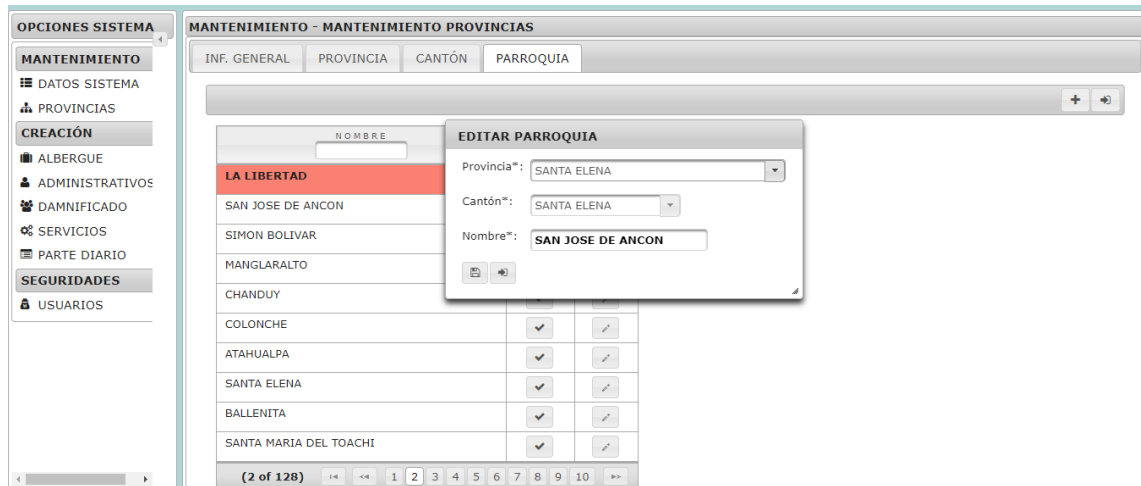 OPCIONES SISTEMA
MANTENIMIENTO
DATOS SISTEMA
PROVINCIAS
CREACIÓN
ALBERGUE
ADMINISTRATIVOS
DAMNIFICADO
SERVICIOS
PARTE DIARIO
SEGURIDADES
USUARIOS
MANTENIMIENTO - MANTENIMIENTO PROVINCIAS
INF. GENERAL PROVINCIA CANTÓN PARROQUIA
NOMBRE
LA LIBERTAD
SAN JOSE DE ANCON
SIMON BOLIVAR
MANGLARALTO
CHANDUY
COLONCHE
ATAHUALPA
SANTA ELENA
BALLENITA
SANTA MARIA DEL TOACHI
(2 of 128) 1 2 3 4 5 6 7 8 9 10
EDITAR PARROQUIA
Provincia*: SANTA ELENA
Cantón*: SANTA ELENA
Nombre*: SAN JOSE DE ANCON